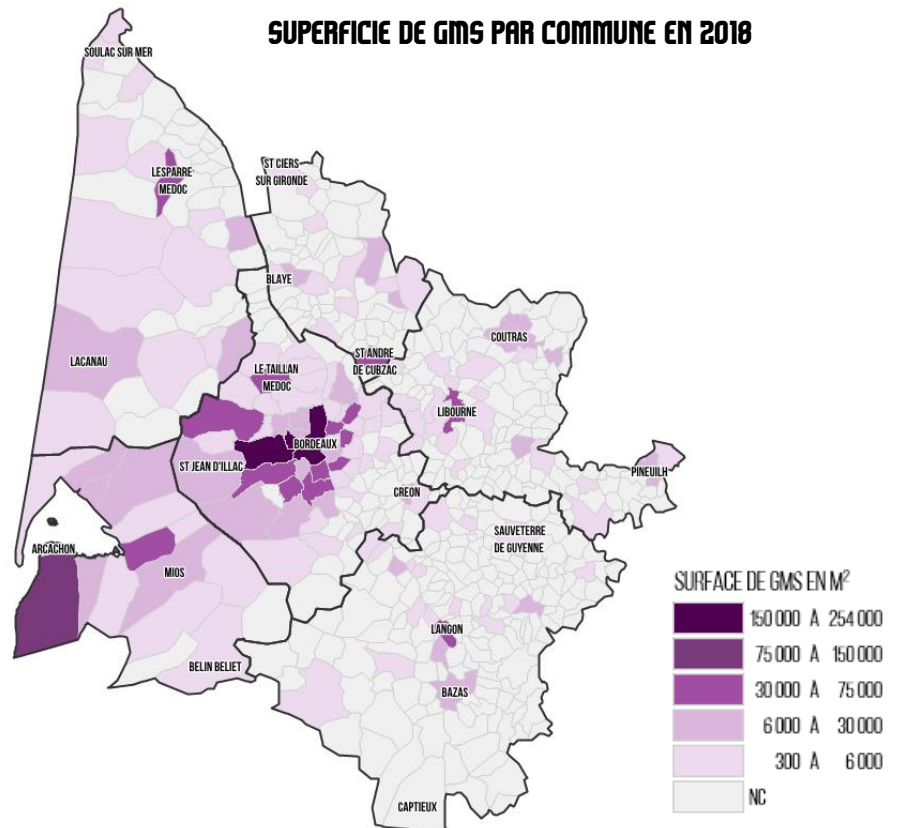 SUPERFICIE DE GMS PAR COMMUNE EN 2018
SOULAC SUR MER
LESPARRE
MEDOC
ST CIERS
SUR GIRONDE
BLAYE
LACANAU
ST ANDRE
DE CUBZAC
COUTRAS
LE TAILLAN
MEDOC
LIBOURNE
BORDEAUX
ST JEAN D'ILLAC
PINEUILH
CREON
SAUVETERRE
DE GUYENNE
ARCACHON
MIOS
LANGON
BELIN BELIET
BAZAS
CAPTIEUX
SURFACE DE GMS EN M²
150 000 A 254 000
75 000 A 150 000
30 000 A 75 000
6 000 A 30 000
300 A 6 000
NC